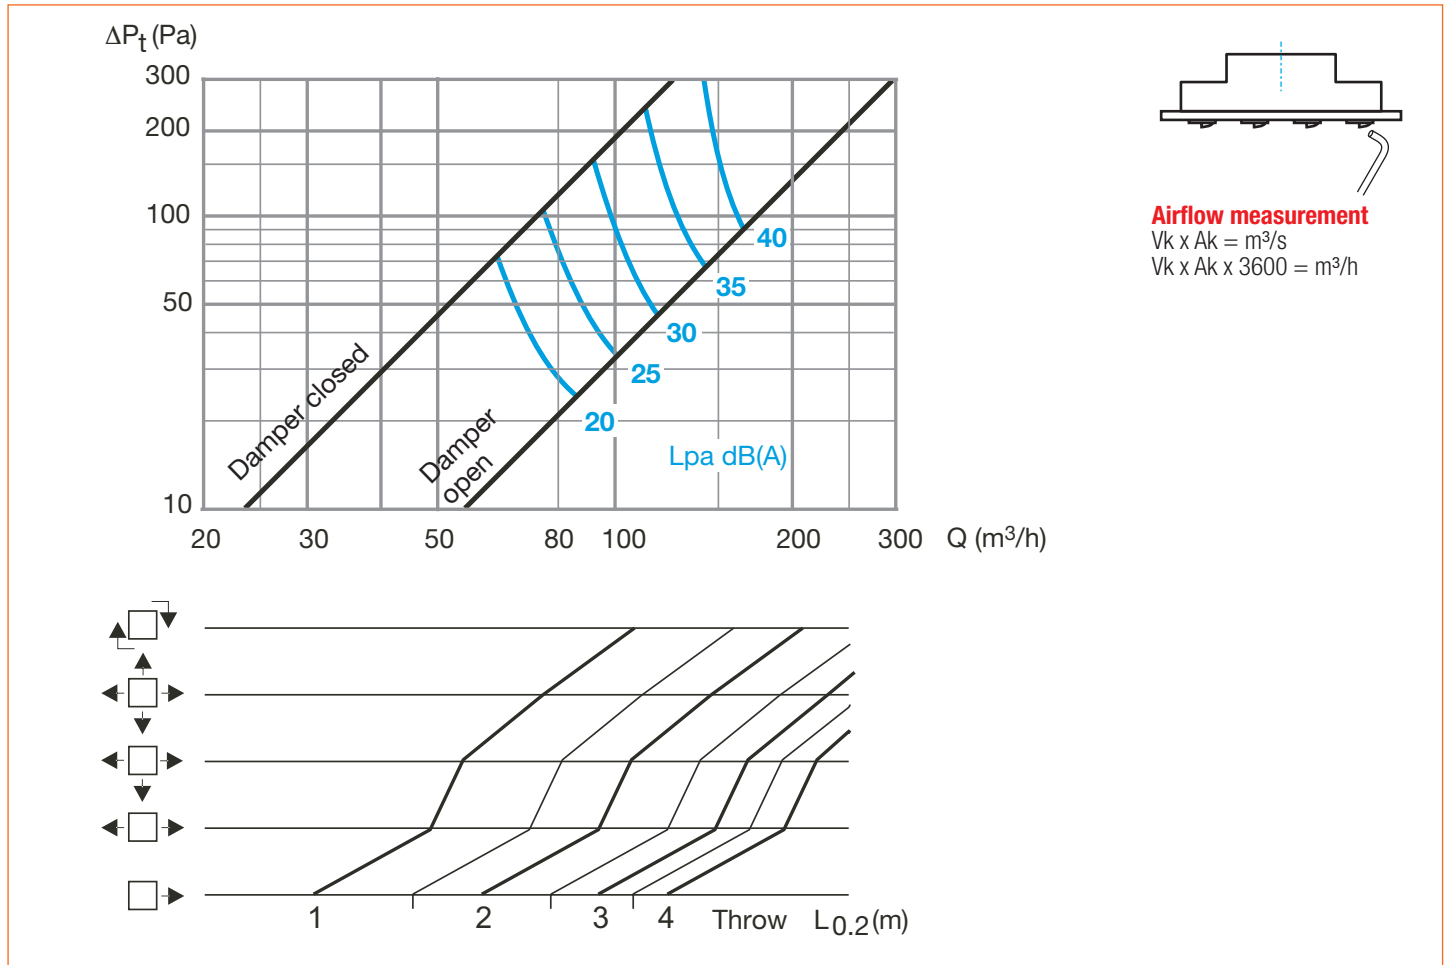 ΔPt (Pa)
300
200
100
50
10
20 30 50 80 100 200 300 Q (m³/h)
Damper closed
Damper
open
20
25
30
35
40
Lpa dB(A)
Airflow measurement
Vk x Ak = m³/s
Vk x Ak x 3600 = m³/h
1 2 3 4 Throw L0.2 (m)